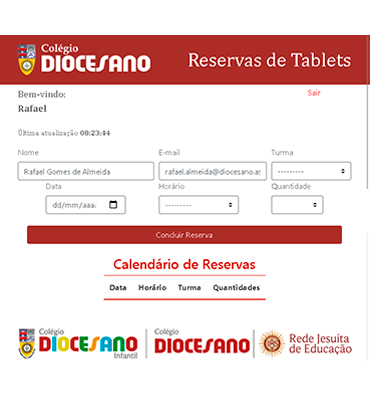 Colégio
DIOCESANO
Reservas de Tablets
Bem-vindo:
Sair
Rafael
Última atualização 08:23:44
Nome E-mail Turma
Rafael Gomes de Almeida rafael.almeida@diocesano.as ---------
Data Horário Quantidade
dd/mm/aaaa ---------
Concluir Reserva
Calendário de Reservas
Data Horário Turma Quantidades
Colégio
DIOCESANO
Infantil
Colégio
DIOCESANO
Rede Jesuíta
de Educação